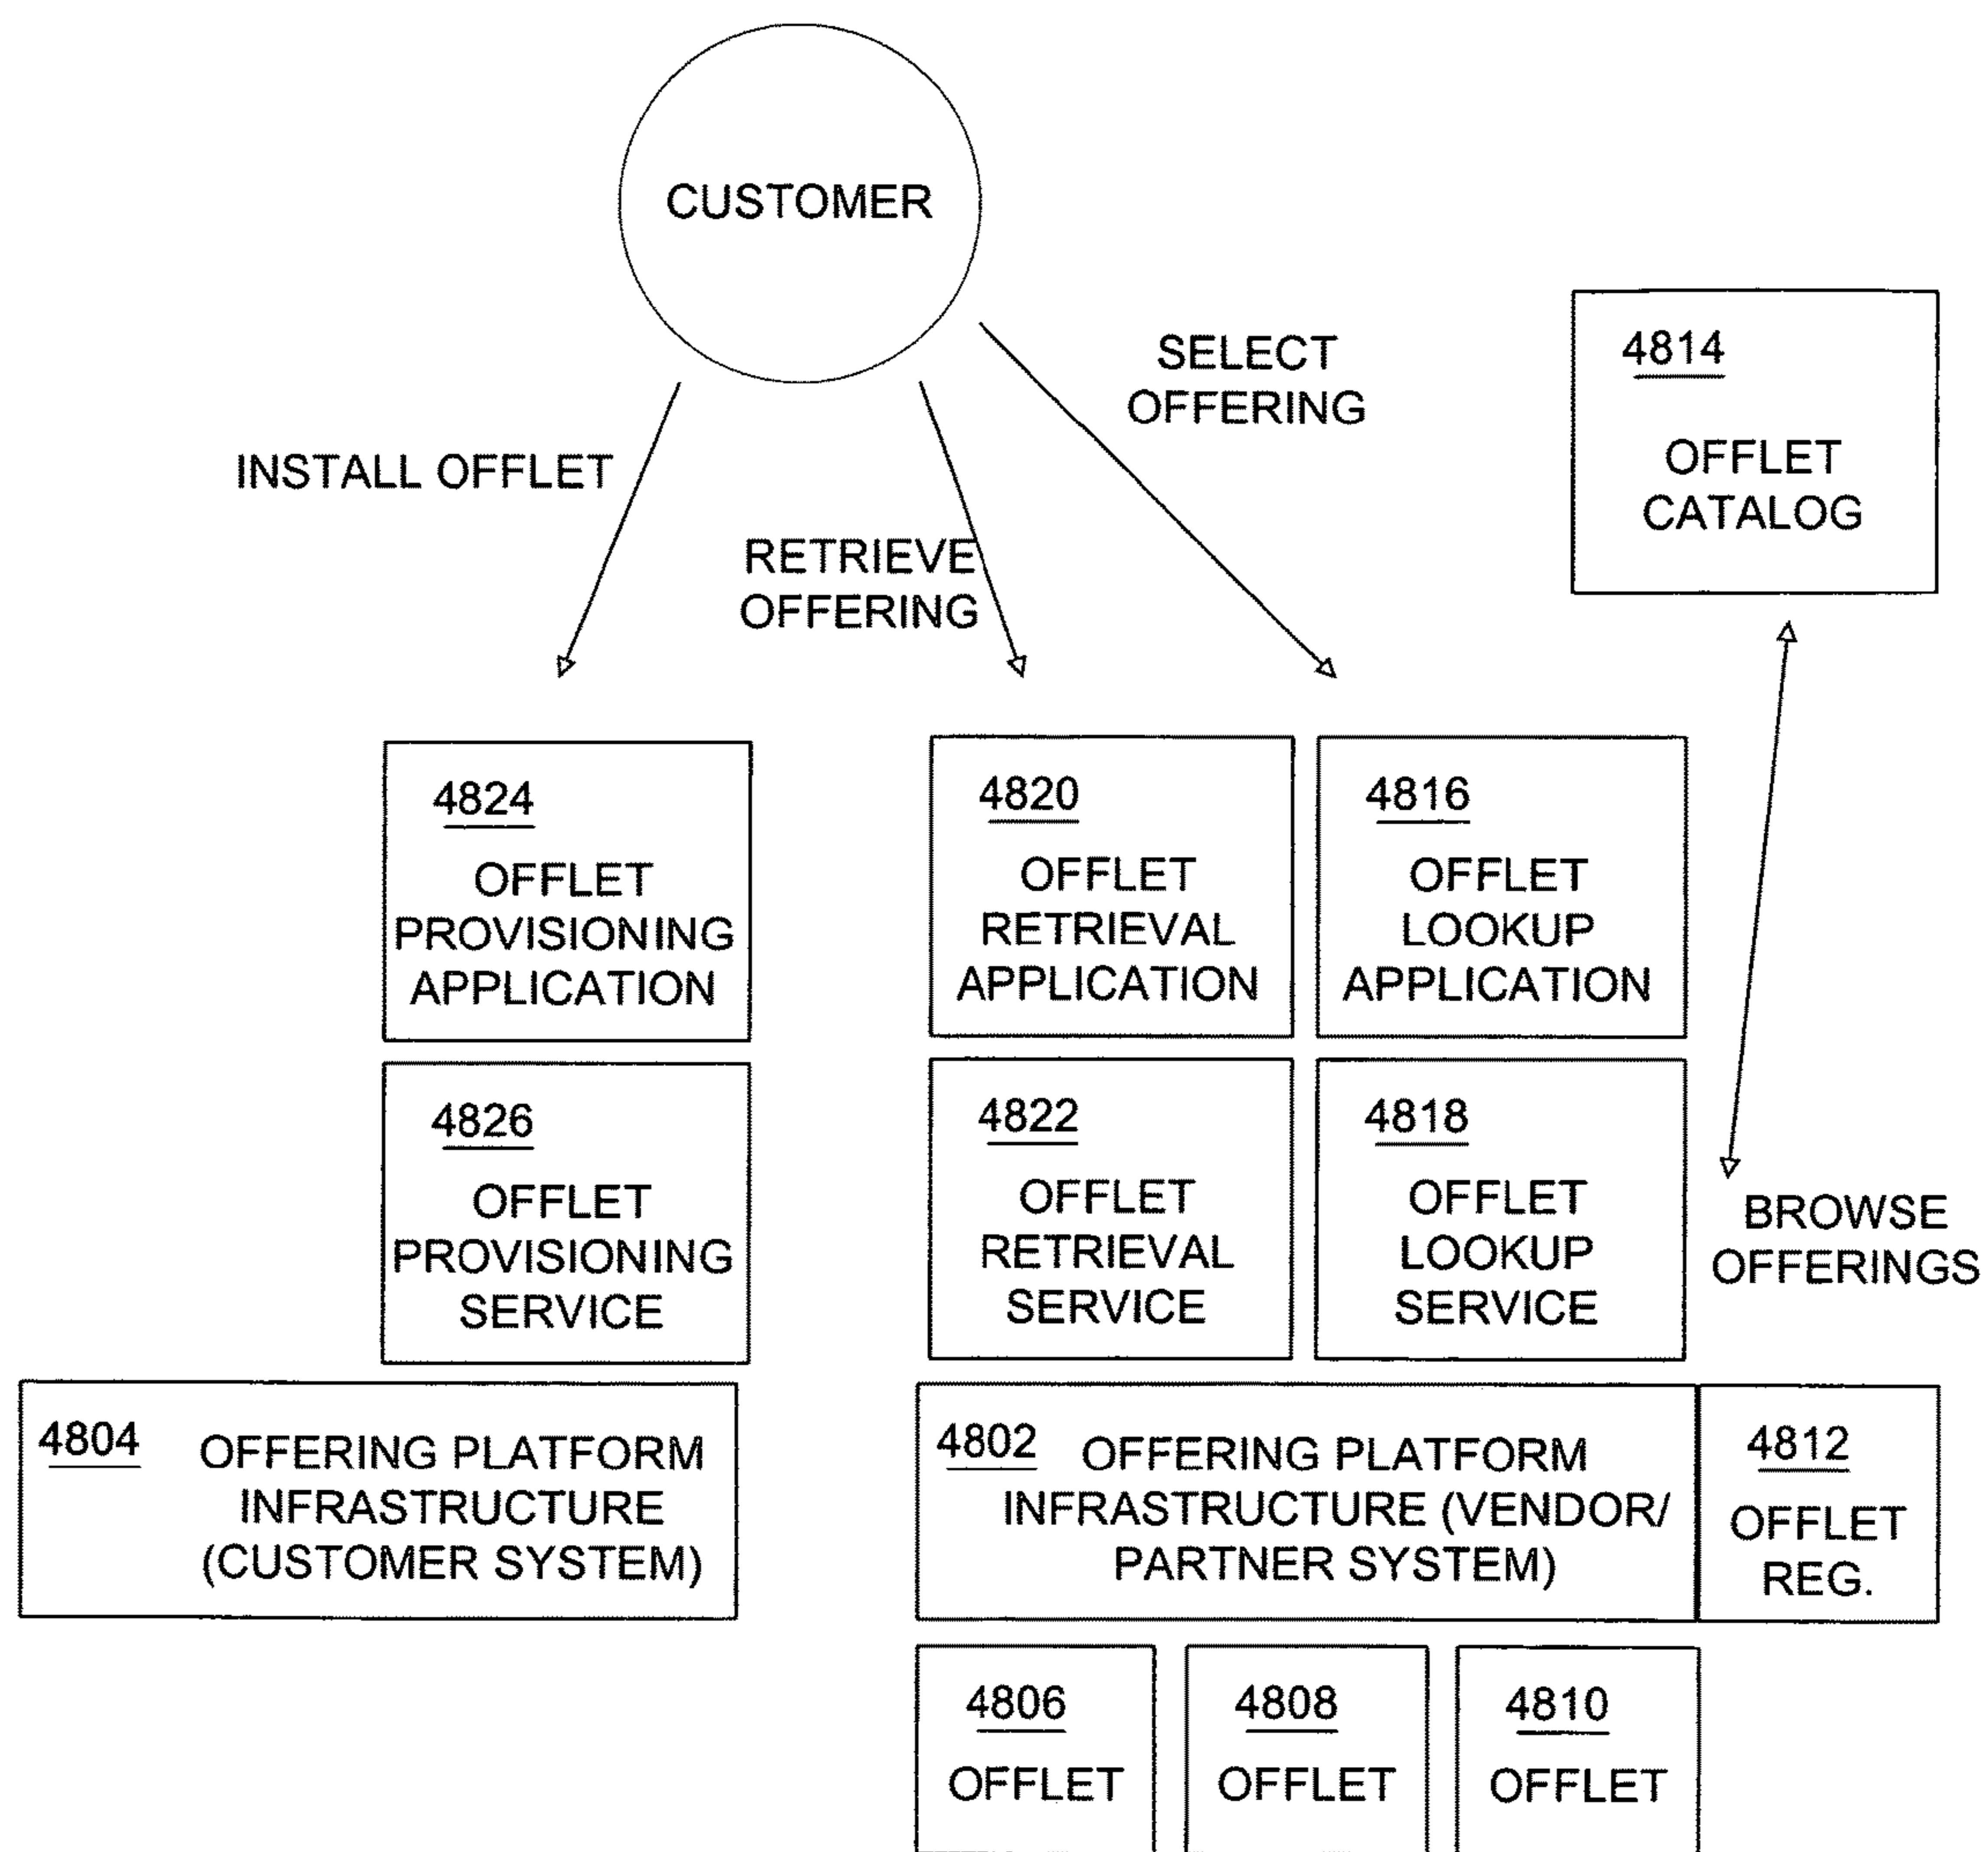 CUSTOMER
SELECT
OFFERING
4814
OFFLET
CATALOG
INSTALL OFFLET
RETRIEVE
OFFERING
4824
OFFLET
PROVISIONING
APPLICATION
4820
OFFLET
RETRIEVAL
APPLICATION
4816
OFFLET
LOOKUP
APPLICATION
4826
OFFLET
PROVISIONING
SERVICE
4822
OFFLET
RETRIEVAL
SERVICE
4818
OFFLET
LOOKUP
SERVICE
BROWSE
OFFERINGS
4804 OFFERING PLATFORM
INFRASTRUCTURE
(CUSTOMER SYSTEM)
4802 OFFERING PLATFORM
INFRASTRUCTURE (VENDOR/
PARTNER SYSTEM)
4812
OFFLET
REG.
4806
OFFLET
4808
OFFLET
4810
OFFLET